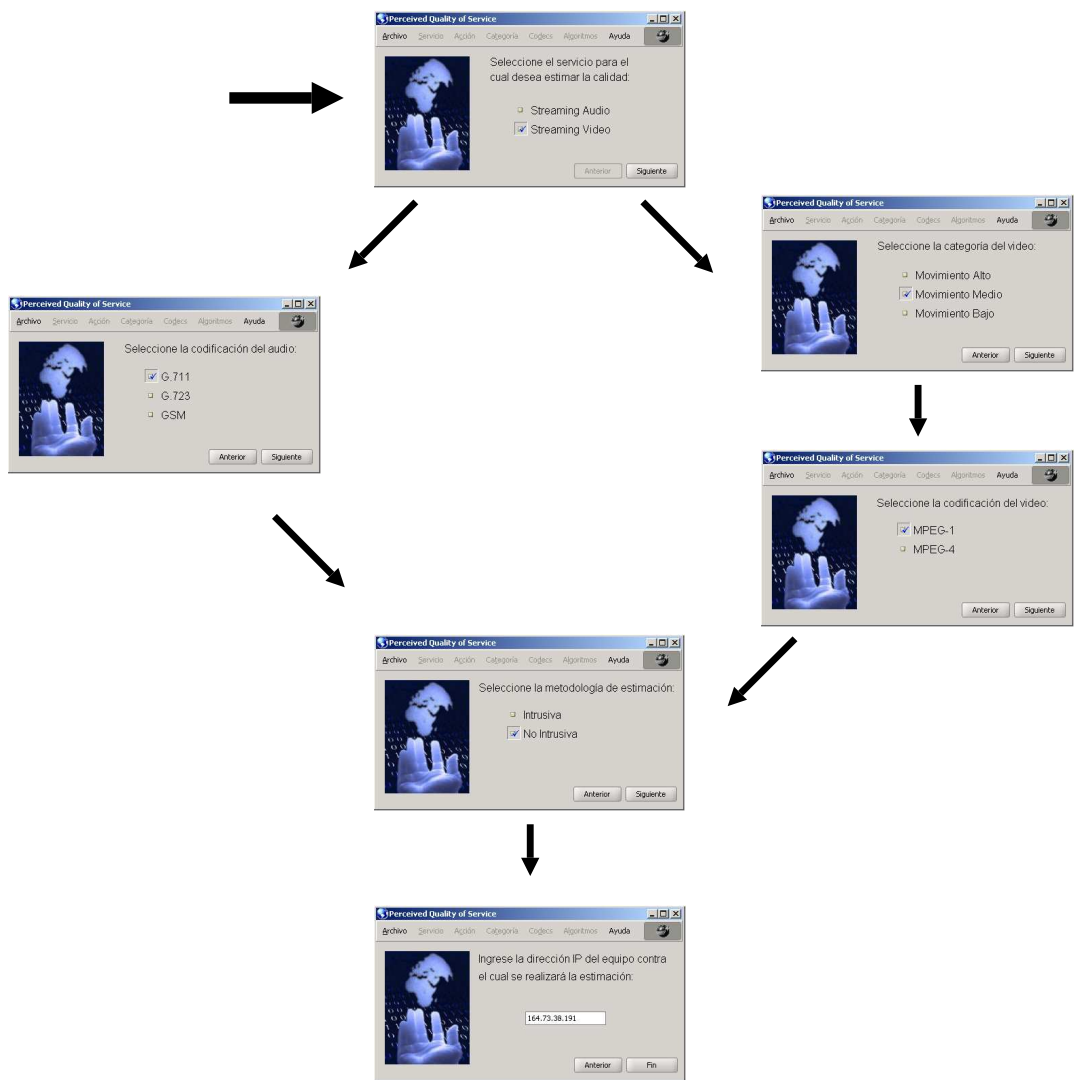 Perceived Quality of Service
Archivo Servicio Acción Categoría Codecs Algoritmos Ayuda
Seleccione el servicio para el
cual desea estimar la calidad:
Streaming Audio
Streaming Video
Anterior Siguiente
Perceived Quality of Service
Archivo Servicio Acción Categoría Codecs Algoritmos Ayuda
Seleccione la categoría del video:
Movimiento Alto
Movimiento Medio
Movimiento Bajo
Anterior Siguiente
Perceived Quality of Service
Archivo Servicio Acción Categoría Codecs Algoritmos Ayuda
Seleccione la codificación del audio:
G.711
G.723
GSM
Anterior Siguiente
Perceived Quality of Service
Archivo Servicio Acción Categoría Codecs Algoritmos Ayuda
Seleccione la codificación del video:
MPEG-1
MPEG-4
Anterior Siguiente
Perceived Quality of Service
Archivo Servicio Acción Categoría Codecs Algoritmos Ayuda
Seleccione la metodología de estimación:
Intrusiva
No Intrusiva
Anterior Siguiente
Perceived Quality of Service
Archivo Servicio Acción Categoría Codecs Algoritmos Ayuda
Ingrese la dirección IP del equipo contra
el cual se realizará la estimación:
164.73.38.191
Anterior Fin